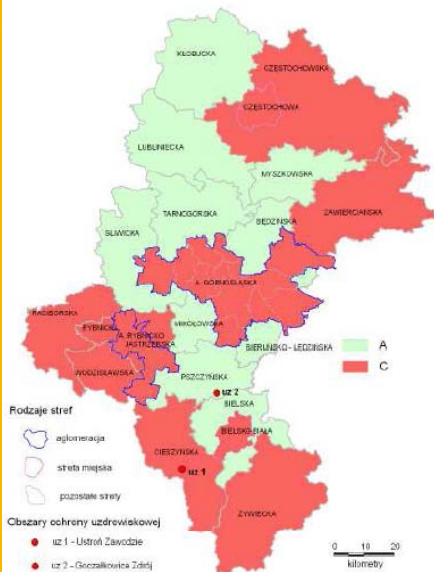 KŁOBUCKA
CZĘSTOCHOWSKA
CZĘSTOCHOWA
LUBLINIECKA
MYSZKOWSKA
ZAWIERCIAŃSKA
TARNOGÓRSKA
BĘDZIŃSKA
GLIWICKA
A. GÓRNOŚLĄSKA
RACIBORSKA
RYBNICKA
A. RYBNICKO
JASTRZĘBSKA
MIKOŁOWSKA
BIERUŃSKO - LĘDZIŃSKA
WODZISŁAWSKA
PSZCZYŃSKA
A
C
uz 2
BIELSKA
BIELSKO-BIAŁA
CIESZYŃSKA
uz 1
ŻYWIECKA
Rodzaje stref
aglomeracja
strefa miejska
pozostałe strefy
Obszary ochrony uzdrowiskowej
uz 1 - Ustroń Zawodzie
uz 2 - Goczałkowice Zdrój
0 10 20
kilometry